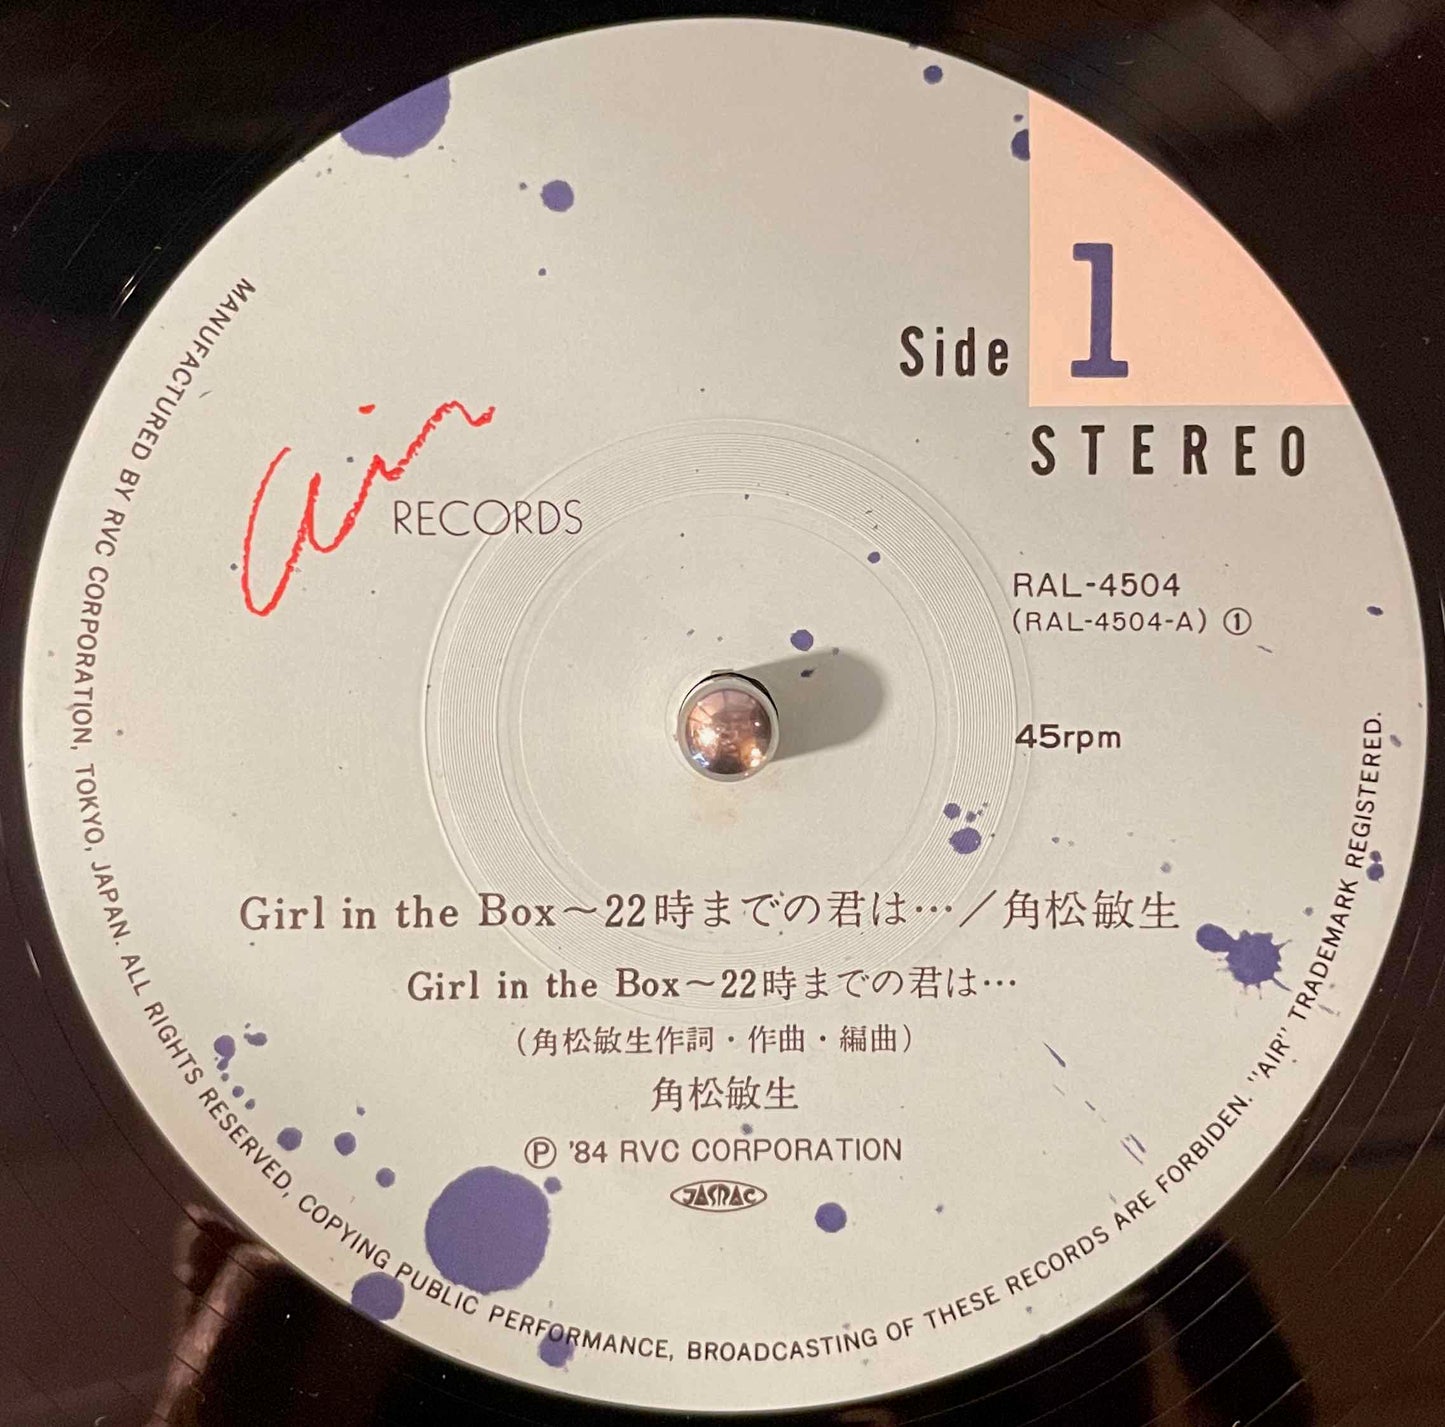 Side 1
STEREO
Air
RECORDS
RAL-4504
(RAL-4504-A) ①
45rpm
Girl in the Box〜22時までの君は…／角松敏生
Girl in the Box〜22時までの君は…
(角松敏生作詞・作曲・編曲)
角松敏生
Ⓟ '84 RVC CORPORATION
JASRAC
MANUFACTURED BY RVC CORPORATION, TOKYO, JAPAN. ALL RIGHTS RESERVED, COPYING PUBLIC PERFORMANCE, BROADCASTING OF THESE RECORDS ARE FORBIDEN. "AIR" TRADEMARK REGISTERED.